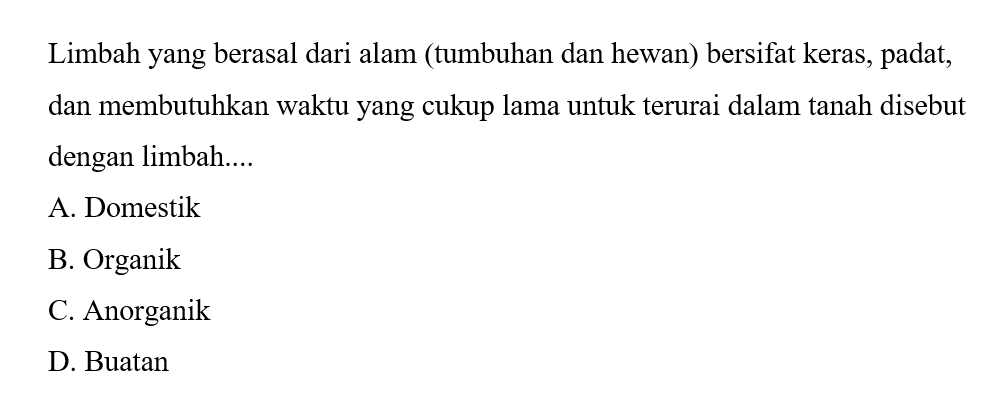 Limbah yang berasal dari alam (tumbuhan dan hewan) bersifat keras, padat,
dan membutuhkan waktu yang cukup lama untuk terurai dalam tanah disebut
dengan limbah....
A. Domestik
B. Organik
C. Anorganik
D. Buatan